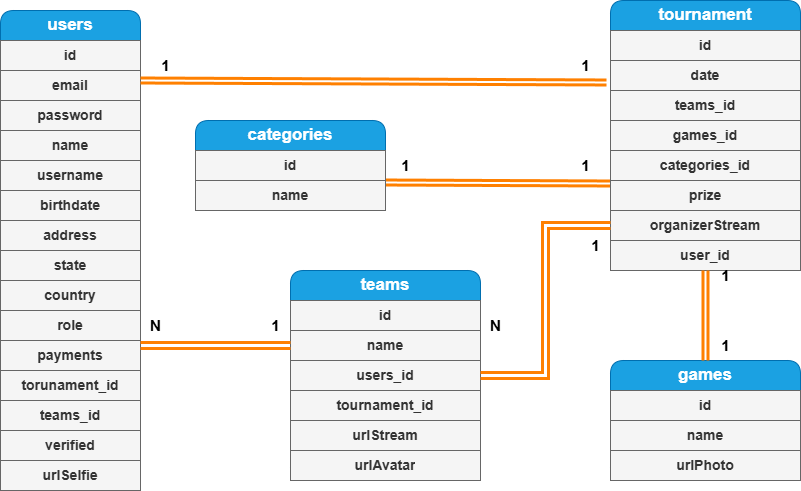 users
id
email
password
name
username
birthdate
address
state
country
role
payments
torunament_id
teams_id
verified
urlSelfie
1
1
categories
id
name
1
1
tournament
id
date
teams_id
games_id
categories_id
prize
organizerStream
user_id
1
N
1
teams
id
name
users_id
tournament_id
urlStream
urlAvatar
N
1
1
games
id
name
urlPhoto